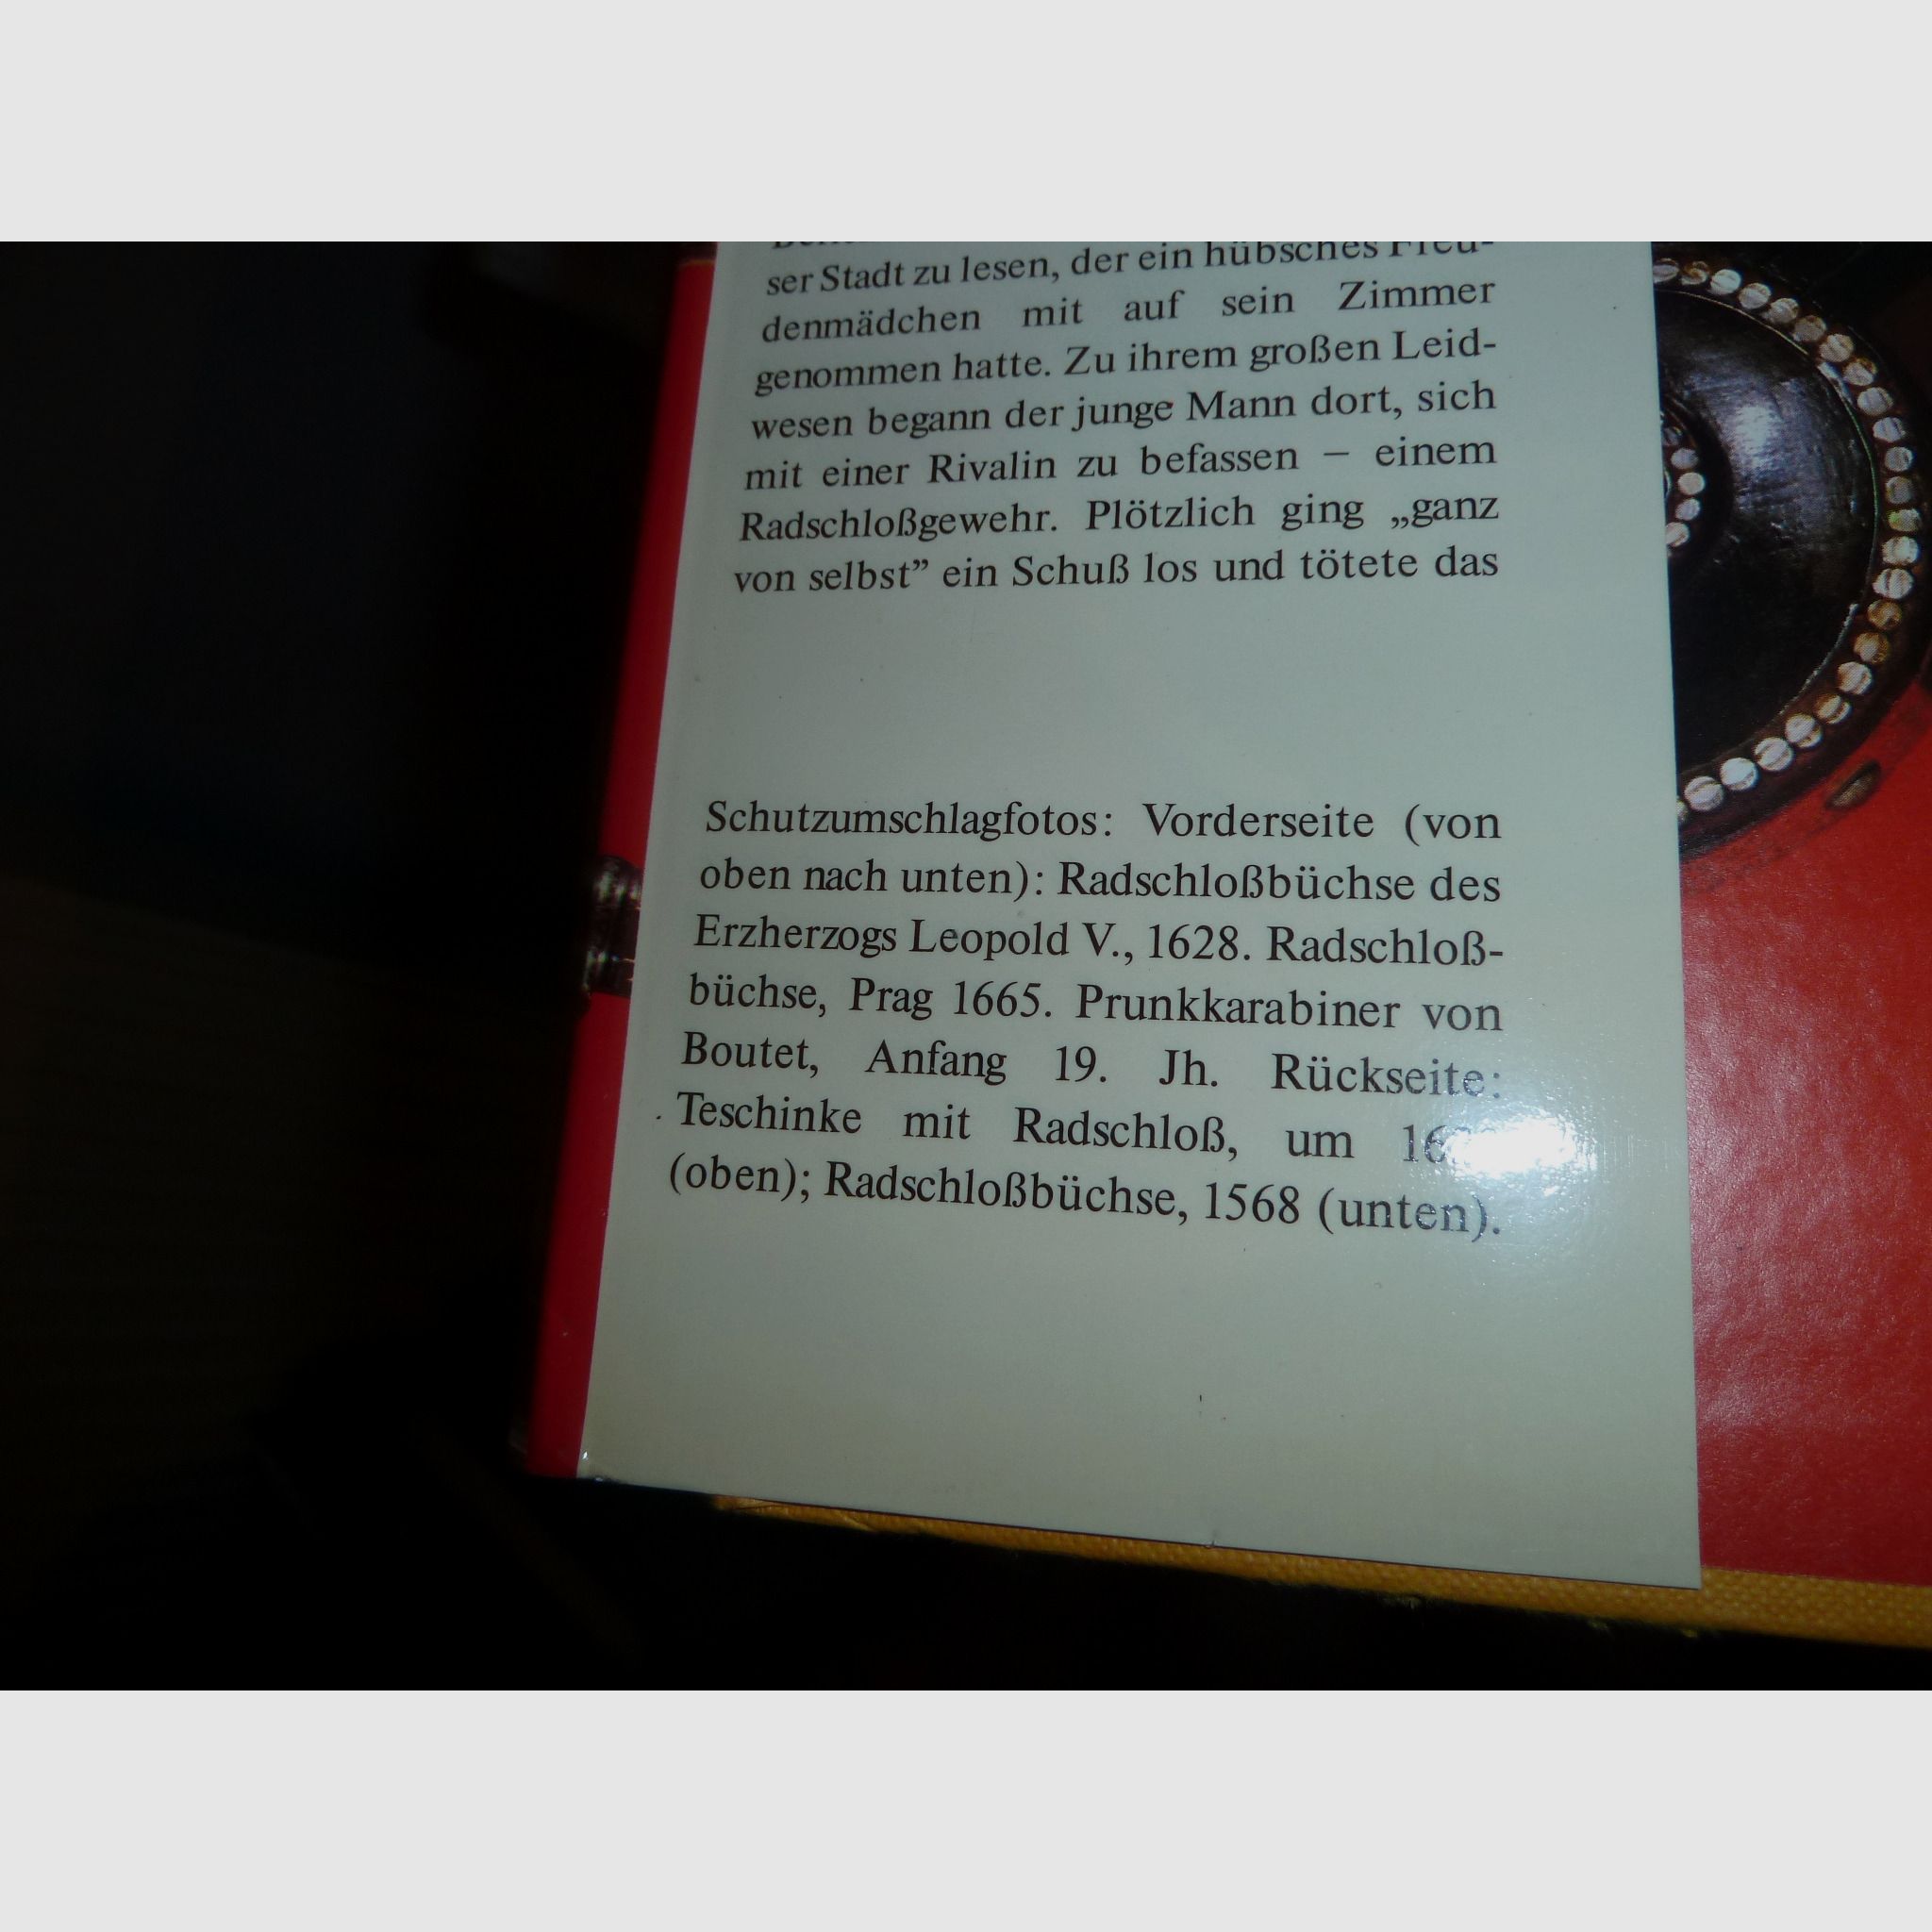 ser Stadt zu lesen, der ein hübsches Freu-
denmädchen mit auf sein Zimmer
genommen hatte. Zu ihrem großen Leid-
wesen begann der junge Mann dort, sich
mit einer Rivalin zu befassen – einem
Radschloßgewehr. Plötzlich ging „ganz
von selbst” ein Schuß los und tötete das
Schutzumschlagfotos: Vorderseite (von
oben nach unten): Radschloßbüchse des
Erzherzogs Leopold V., 1628. Radschloß-
büchse, Prag 1665. Prunkkarabiner von
Boutet, Anfang 19. Jh. Rückseite:
Teschinke mit Radschloß, um
(oben); Radschloßbüchse, 1568 (unten).